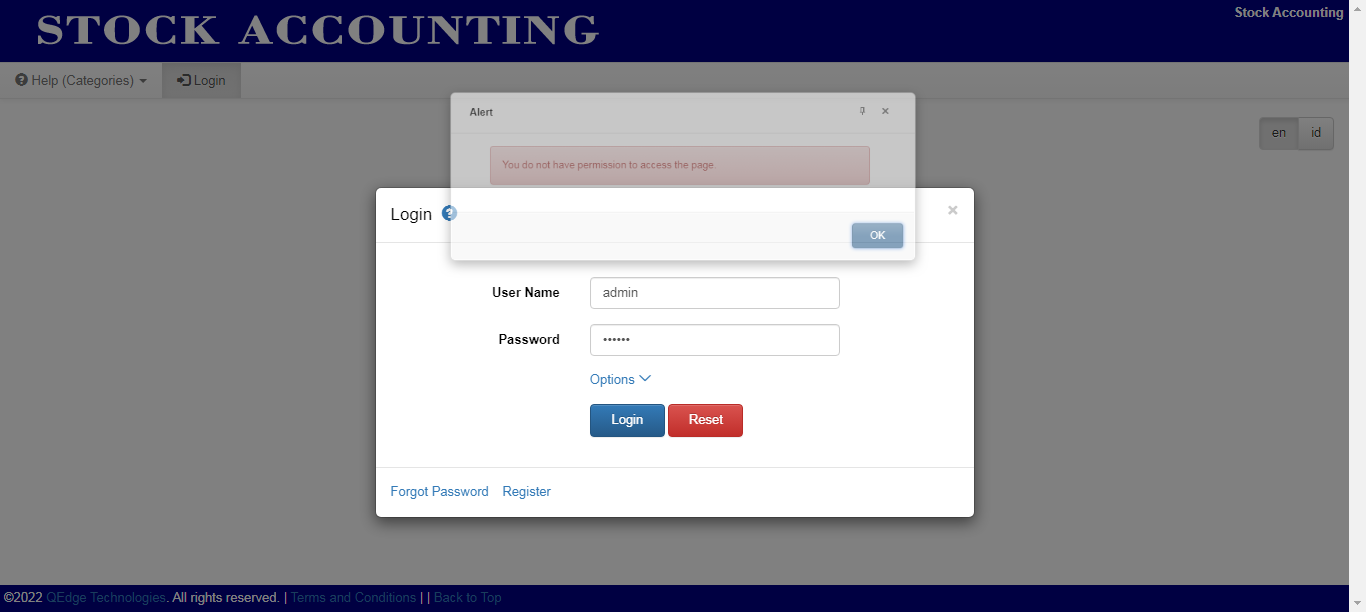 STOCK ACCOUNTING
Stock Accounting
Help (Categories)
Login
en
id
Alert
You do not have permission to access the page.
OK
Login
User Name
admin
Password
••••••
Options
Login
Reset
Forgot Password
Register
©2022 QEdge Technologies. All rights reserved. | Terms and Conditions | | Back to Top